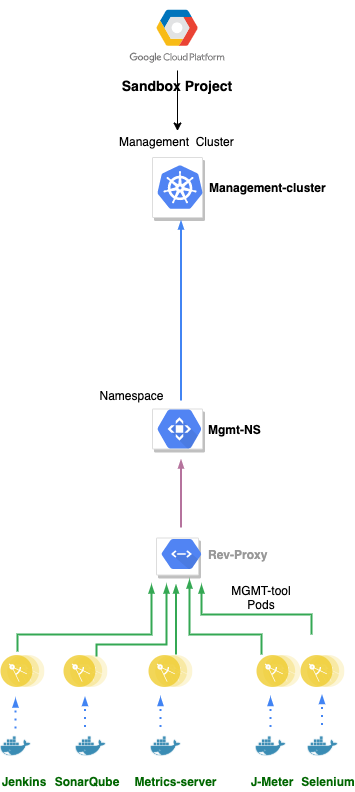 Google Cloud Platform
Sandbox Project
Management Cluster
Management-cluster
Namespace
Mgmt-NS
Rev-Proxy
MGMT-tool
Pods
Jenkins SonarQube Metrics-server J-Meter Selenium